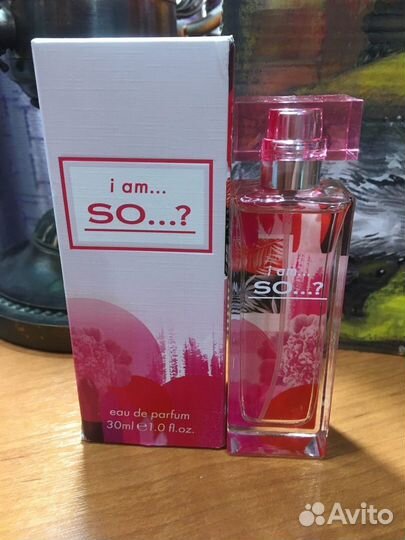 i am...
SO...?
eau de parfum
30ml e 1.0 fl.oz.
i am...
SO...?
Avito